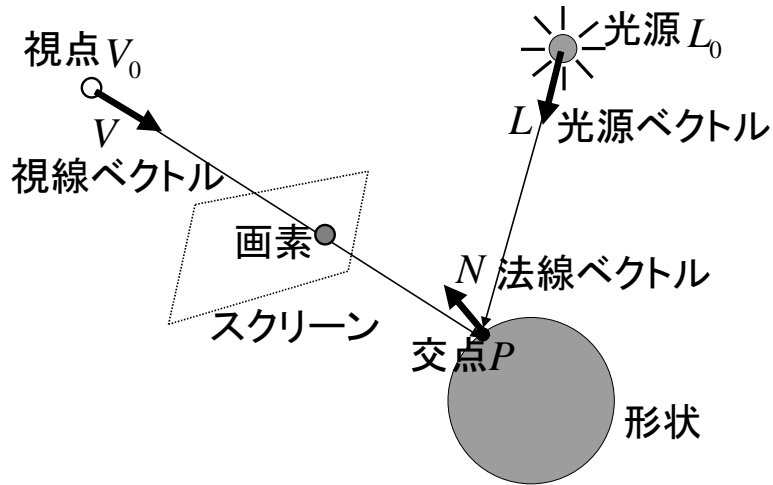 視点V₀
光源L₀
V
L 光源ベクトル
視線ベクトル
画素
N 法線ベクトル
スクリーン
交点P
形状